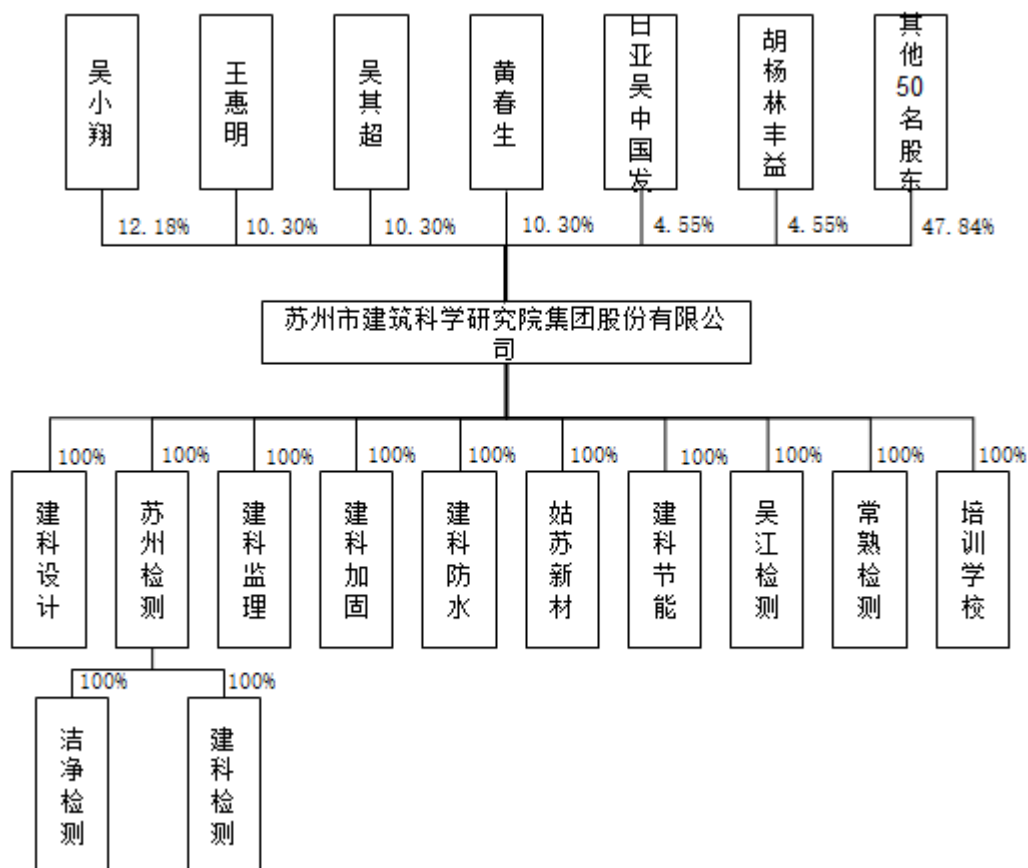 吴小翔
王惠明
吴其超
黄春生
日亚吴中国发
胡杨林丰益
其他50名股东
12.18%
10.30%
10.30%
10.30%
4.55%
4.55%
47.84%
苏州市建筑科学研究院集团股份有限公
司
100%
100%
100%
100%
100%
100%
100%
100%
100%
100%
建科设计
苏州检测
建科监理
建科加固
建科防水
姑苏新材
建科节能
吴江检测
常熟检测
培训学校
100%
100%
洁净检测
建科检测